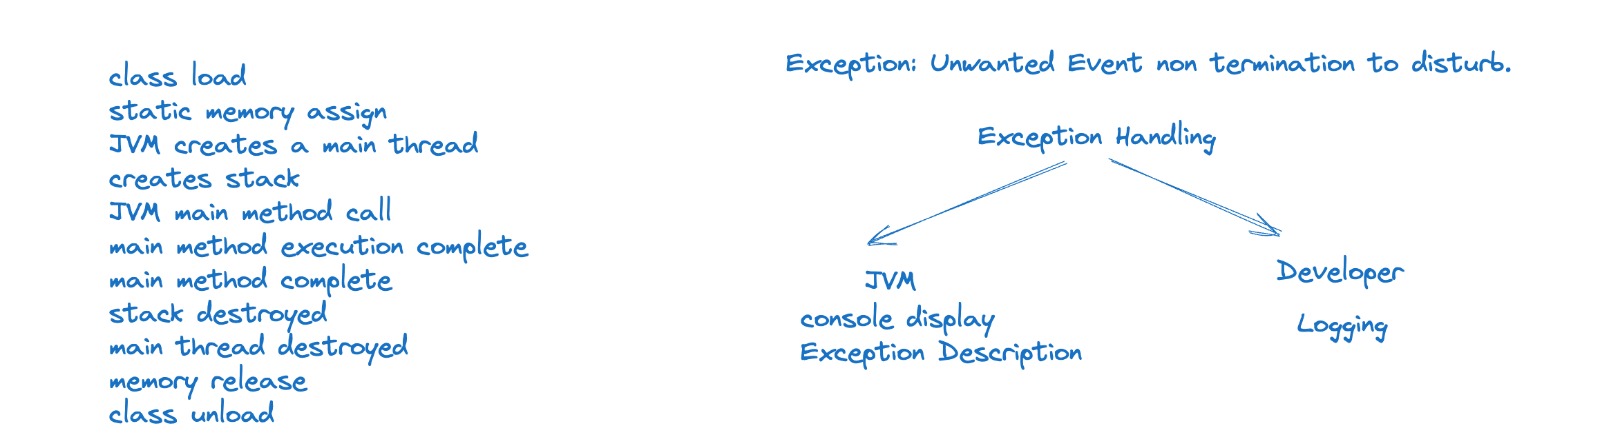 class load
static memory assign
JVM creates a main thread
creates stack
JVM main method call
main method execution complete
main method complete
stack destroyed
main thread destroyed
memory release
class unload
Exception: Unwanted Event non termination to disturb.
Exception Handling
JVM
console display
Exception Description
Developer
Logging